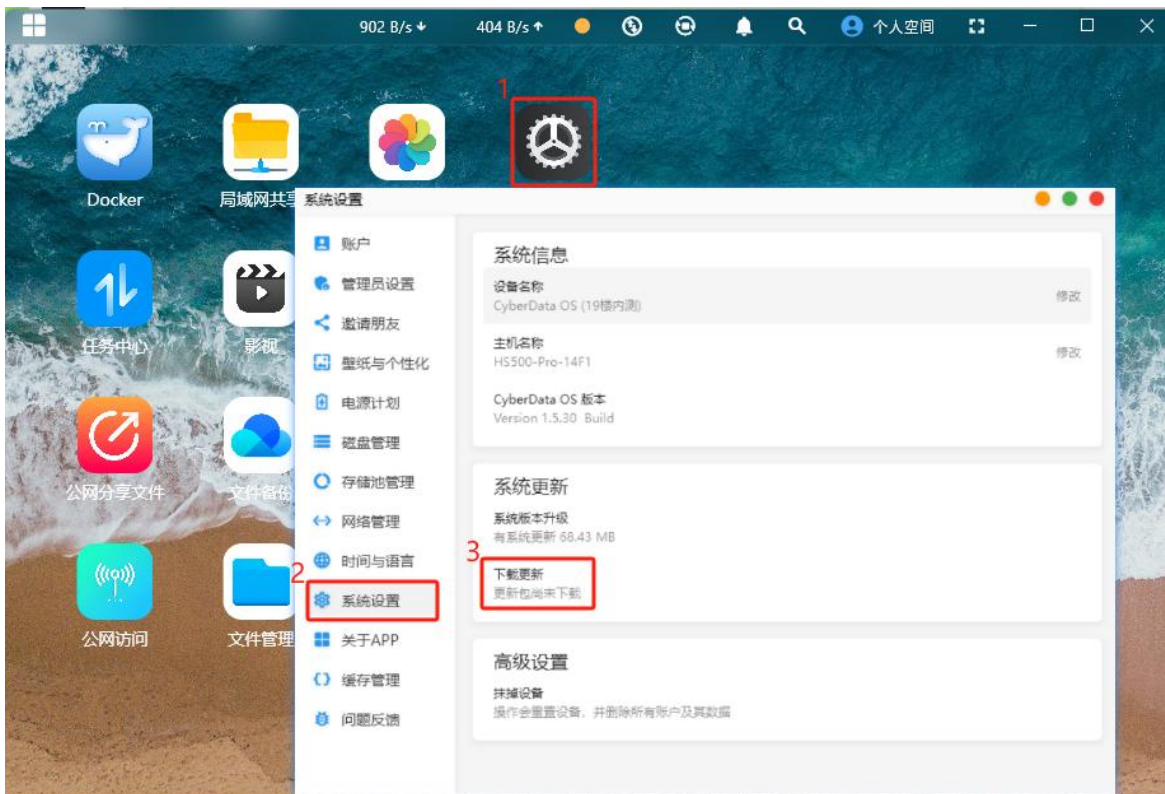 902 B/s
404 B/s
个人空间
1
Docker
局域网共享
系统设置
账户
管理员设置
邀请朋友
壁纸与个性化
电源计划
磁盘管理
存储池管理
网络管理
时间与语言
2
系统设置
关于APP
缓存管理
问题反馈
任务中心
影视
公网分享文件
文件备份
公网访问
文件管理
系统信息
设备名称
CyberData OS (19楼内测)
修改
主机名称
HS500-Pro-14F1
修改
CyberData OS 版本
Version 1.5.30 Build
系统更新
系统版本升级
有系统更新 68.43 MB
3
下载更新
更新包尚未下载
高级设置
抹掉设备
操作会重置设备，并删除所有账户及其数据